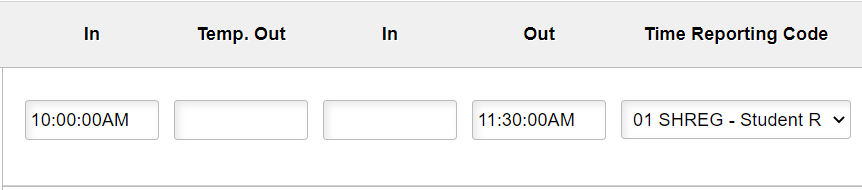 In Temp. Out In Out Time Reporting Code
10:00:00AM 11:30:00AM 01 SHREG - Student R